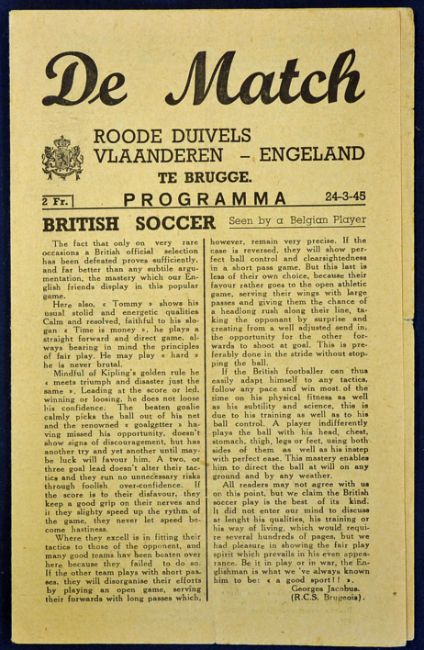 De Match
ROODE DUIVELS
VLAANDEREN - ENGELAND
TE BRUGGE.
2 Fr.
PROGRAMMA
24-3-45
BRITISH SOCCER
Seen by a Belgian Player
The fact that only on very rare
occasions a British official selection
has been defeated proves sufficiently,
and far better than any subtile argu-
mentation, the mastery which our En-
glish friends display in this popular
game.
Here also, « Tommy » shows his
usual stolid and energetic qualities
Calm and resolved, faithful to his slo-
gan « Time is money », he plays a
straight forward and direct game, al-
ways bearing in mind the principles
of fair play. He may play « hard »
he is never brutal.
Mindful of Kipling's golden rule he
« meets triumph and disaster just the
same ». Leading at the score or led,
winning or loosing, he does not loose
his confidence. The beaten goalie
calmly picks the ball out of his net
and the renowned « goalgetter » ha-
ving missed his opportunity, doesn't
show signs of discouragement, but has
another try and yet another until may-
be luck will favour him. A two, or
three goal lead doesn't alter their tac-
tics and they run no unnecessary risks
through foolish over-confidence. If
the score is to their disfavour, they
keep a good grip on their nerves and
if they slighty speed up the rythm
of the game, they never let speed be-
come hastiness.
Where they excell is in fitting their
tactics to those of the opponent, and
many good teams have been beaten over
here because they failed to do so.
If the other team plays with short pas-
ses, they will disorganise their efforts
by playing an open game, serving
their forwards with long passes which,
however, remain very precise. If the
case is reversed, they will show per-
fect ball control and clearsightedness
in a short pass game. But this last is
less of their own choice, because their
favour rather goes to the open athletic
game, serving their wings with large
passes and giving them the chance of
a headlong rush along their line, ta-
king the opponant by surprise and
creating from a well adjusted send in,
the opportunity for the other for-
wards to shoot at goal. This is pre-
ferably done in the stride without stop-
ping the ball.
If the British footballer can thus
easily adapt himself to any tactics,
follow any pace and win most of the
time on his physical fitness as well
as his subtility and science, this is
due to his training as well as to his
ball control. A player indifferently
plays the ball with his head, chest,
stomach, thigh, legs or feet, using both
sides of them as well as his instep
with perfect ease. This mastery enables
him to direct the ball at will on any
ground and by any weather.
All readers may not agree with us
on this point, but we claim the British
soccer play is the best of its kind.
It did not enter our mind to discuss
at lenght his qualities, his training or
his way of living, which would requi-
re several hundreds of pages, but we
had pleasure in showing the fair play
spirit which prevails in his even appea-
rance. Be it in play or in war, the En-
glishman is what we 've always known
him to be: « a good sport!! ».
Georges Jacobus.
(R.C.S. Brugeois).